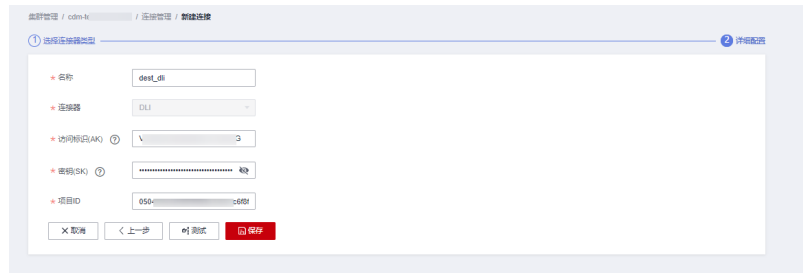 集群管理 / cdm-t / 连接管理 / 新建连接
1 选择连接器类型 2 详细配置
* 名称 dest_dli
* 连接器 DLI
* 访问标识(AK) ? V G
* 密钥(SK) ? ••••••••••••••••••••••••••••••••••••
* 项目ID 0504 c6f8f
取消 上一步 测试 保存